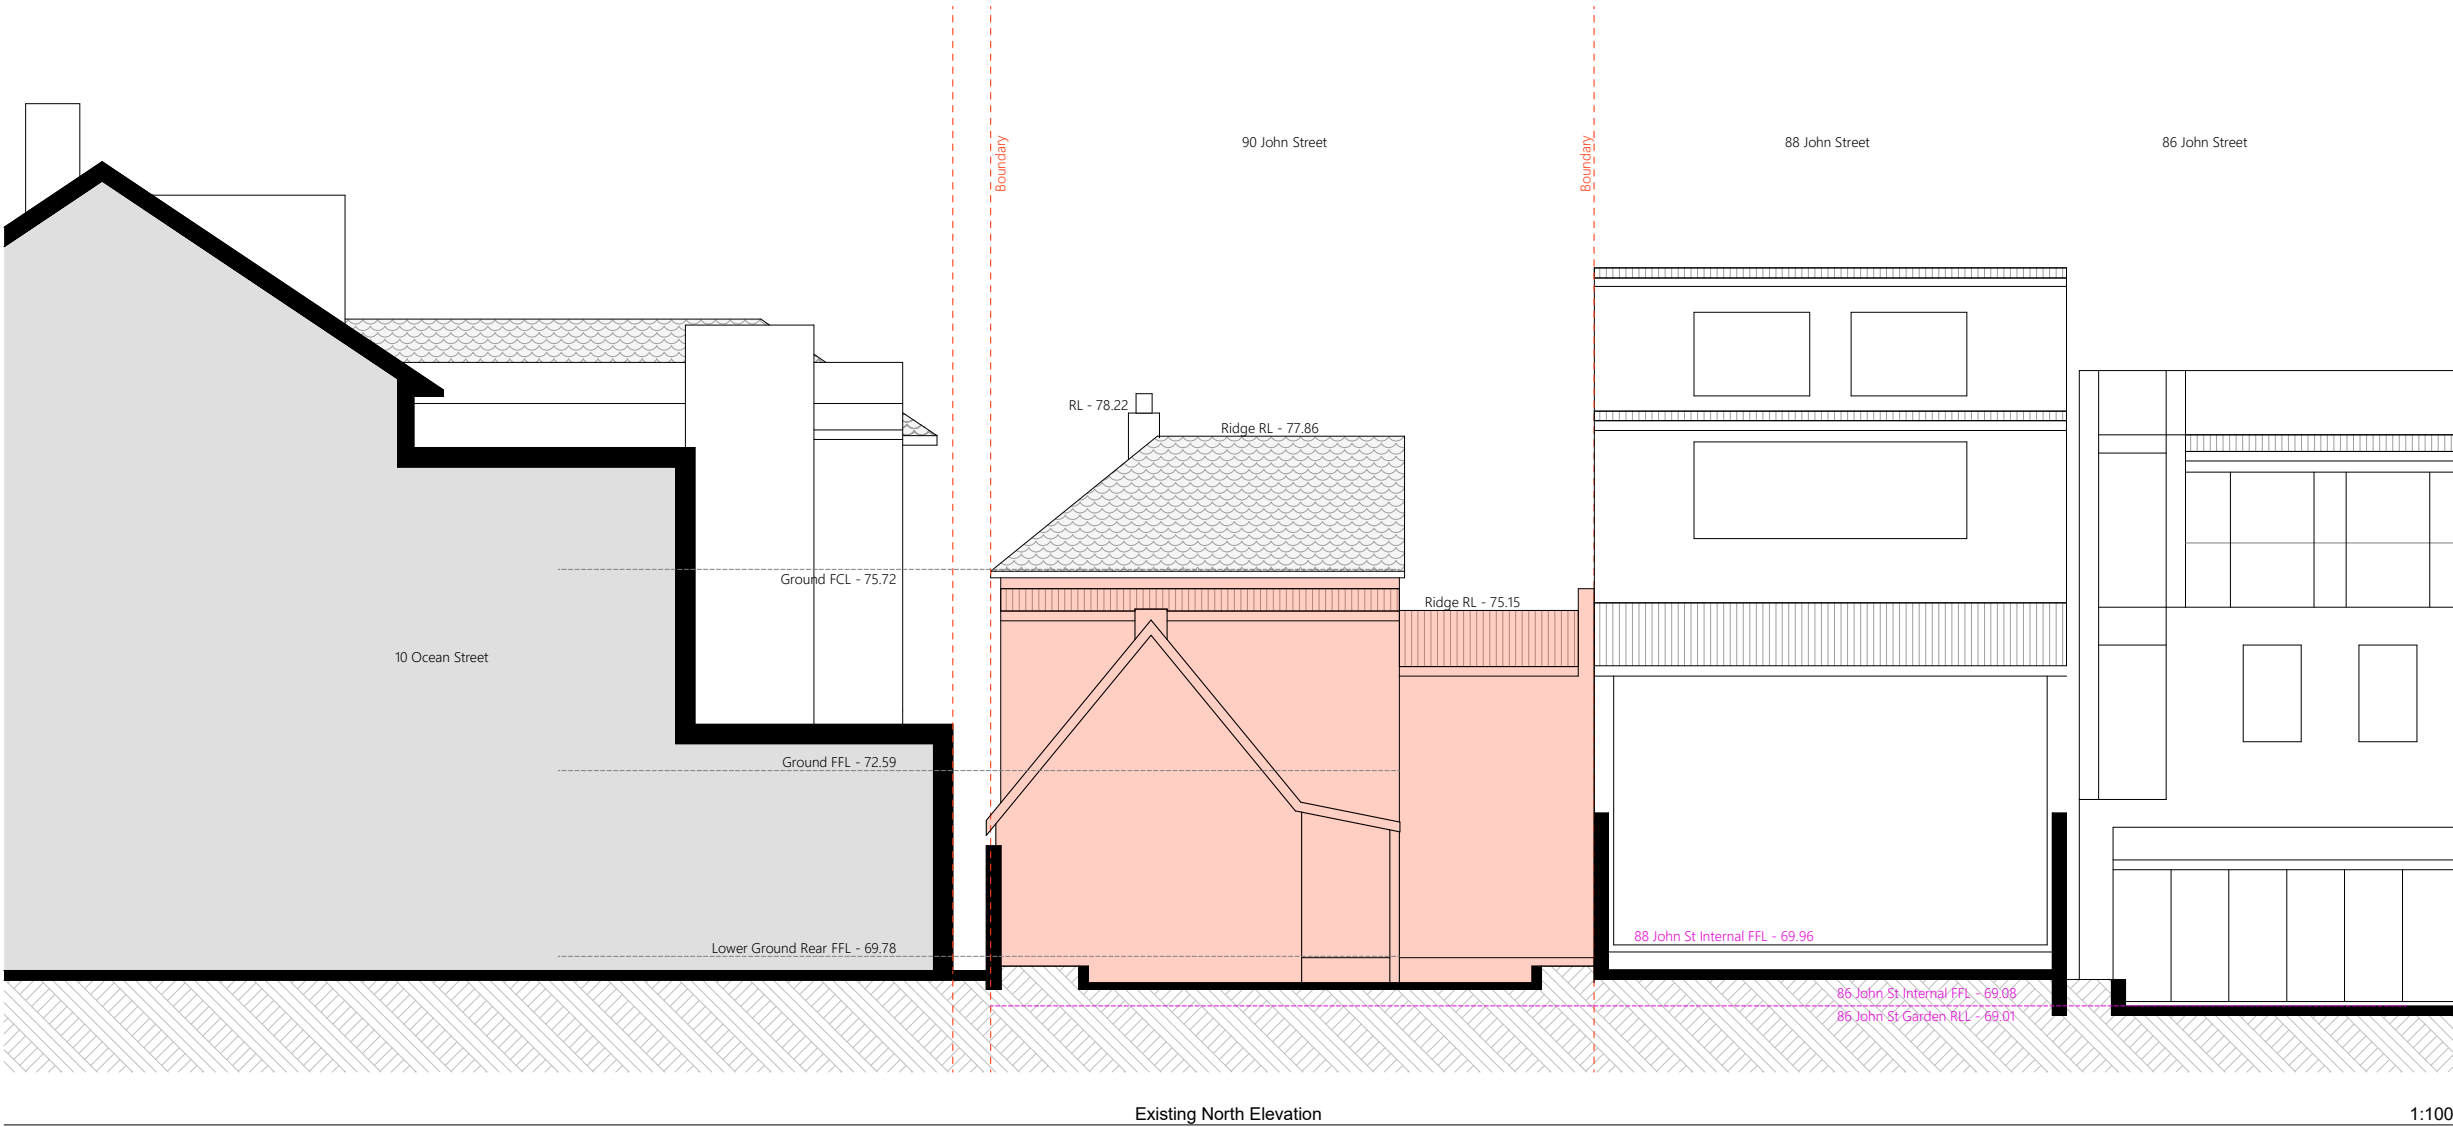 90 John Street
88 John Street
86 John Street
Boundary
Boundary
RL - 78.22
Ridge RL - 77.86
Ground FCL - 75.72
Ridge RL - 75.15
10 Ocean Street
Ground FFL - 72.59
Lower Ground Rear FFL - 69.78
88 John St Internal FFL - 69.96
86 John St Internal FFL - 69.08
86 John St Garden RLL - 69.01
Existing North Elevation
1:100